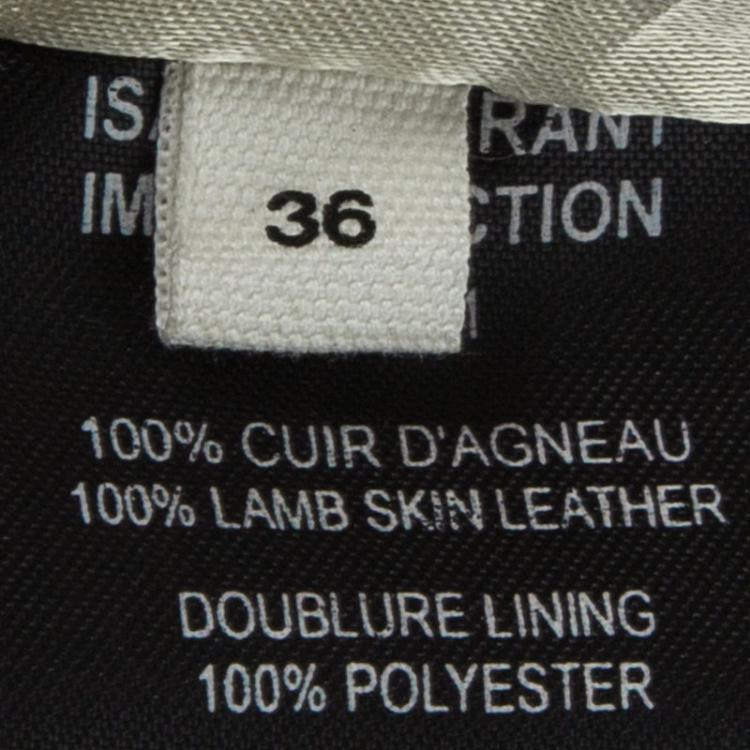 36
100% CUIR D'AGNEAU
100% LAMB SKIN LEATHER
DOUBLURE LINING
100% POLYESTER